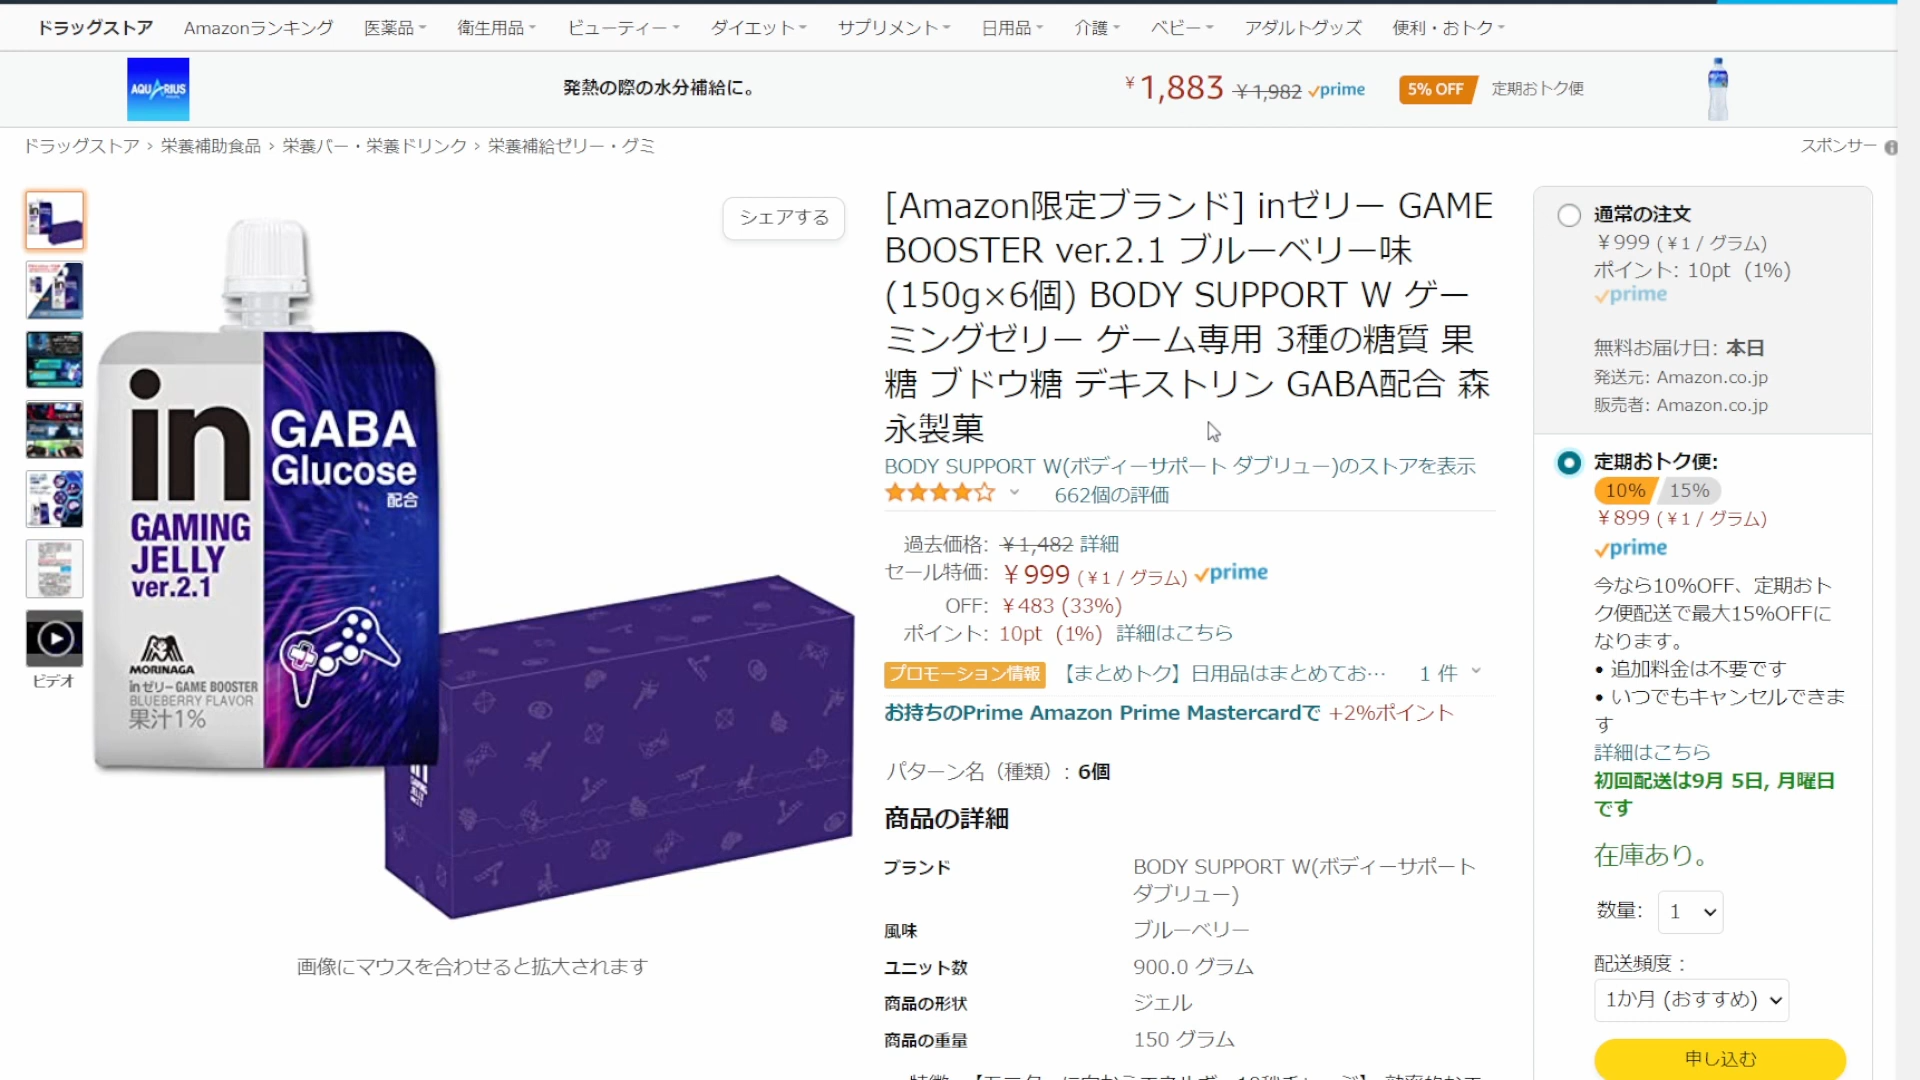 ドラッグストア Amazonランキング 医薬品 衛生用品 ビューティー ダイエット サプリメント 日用品 介護 ベビー アダルトグッズ 便利・おトク
AQUARIUS
発熱の際の水分補給に。
¥1,883 ¥1,982 prime
5% OFF 定期おトク便
ドラッグストア › 栄養補助食品 › 栄養バー・栄養ドリンク › 栄養補給ゼリー・グミ
スポンサー
シェアする
ビデオ
in
GAMING
JELLY
ver.2.1
MORINAGA
inゼリー GAME BOOSTER
BLUEBERRY FLAVOR
果汁1%
GABA
Glucose
配合
画像にマウスを合わせると拡大されます
[Amazon限定ブランド] inゼリー GAME
BOOSTER ver.2.1 ブルーベリー味
(150g×6個) BODY SUPPORT W ゲー
ミングゼリー ゲーム専用 3種の糖質 果
糖 ブドウ糖 デキストリン GABA配合 森
永製菓
BODY SUPPORT W(ボディーサポート ダブリュー)のストアを表示
662個の評価
過去価格: ¥1,482 詳細
セール特価: ¥999 (¥1 / グラム) prime
OFF: ¥483 (33%)
ポイント: 10pt (1%) 詳細はこちら
プロモーション情報 【まとめトク】日用品はまとめてお… 1 件
お持ちのPrime Amazon Prime Mastercardで +2%ポイント
パターン名（種類）: 6個
商品の詳細
ブランド BODY SUPPORT W(ボディーサポート
ダブリュー)
風味 ブルーベリー
ユニット数 900.0 グラム
商品の形状 ジェル
商品の重量 150 グラム
通常の注文
¥999 (¥1 / グラム)
ポイント: 10pt (1%)
prime
無料お届け日: 本日
発送元: Amazon.co.jp
販売者: Amazon.co.jp
定期おトク便:
10% 15%
¥899 (¥1 / グラム)
prime
今なら10%OFF、定期おト
ク便配送で最大15%OFFに
なります。
• 追加料金は不要です
• いつでもキャンセルできま
す
詳細はこちら
初回配送は9月 5日, 月曜日
です
在庫あり。
数量: 1
配送頻度：
1か月 (おすすめ)
申し込む